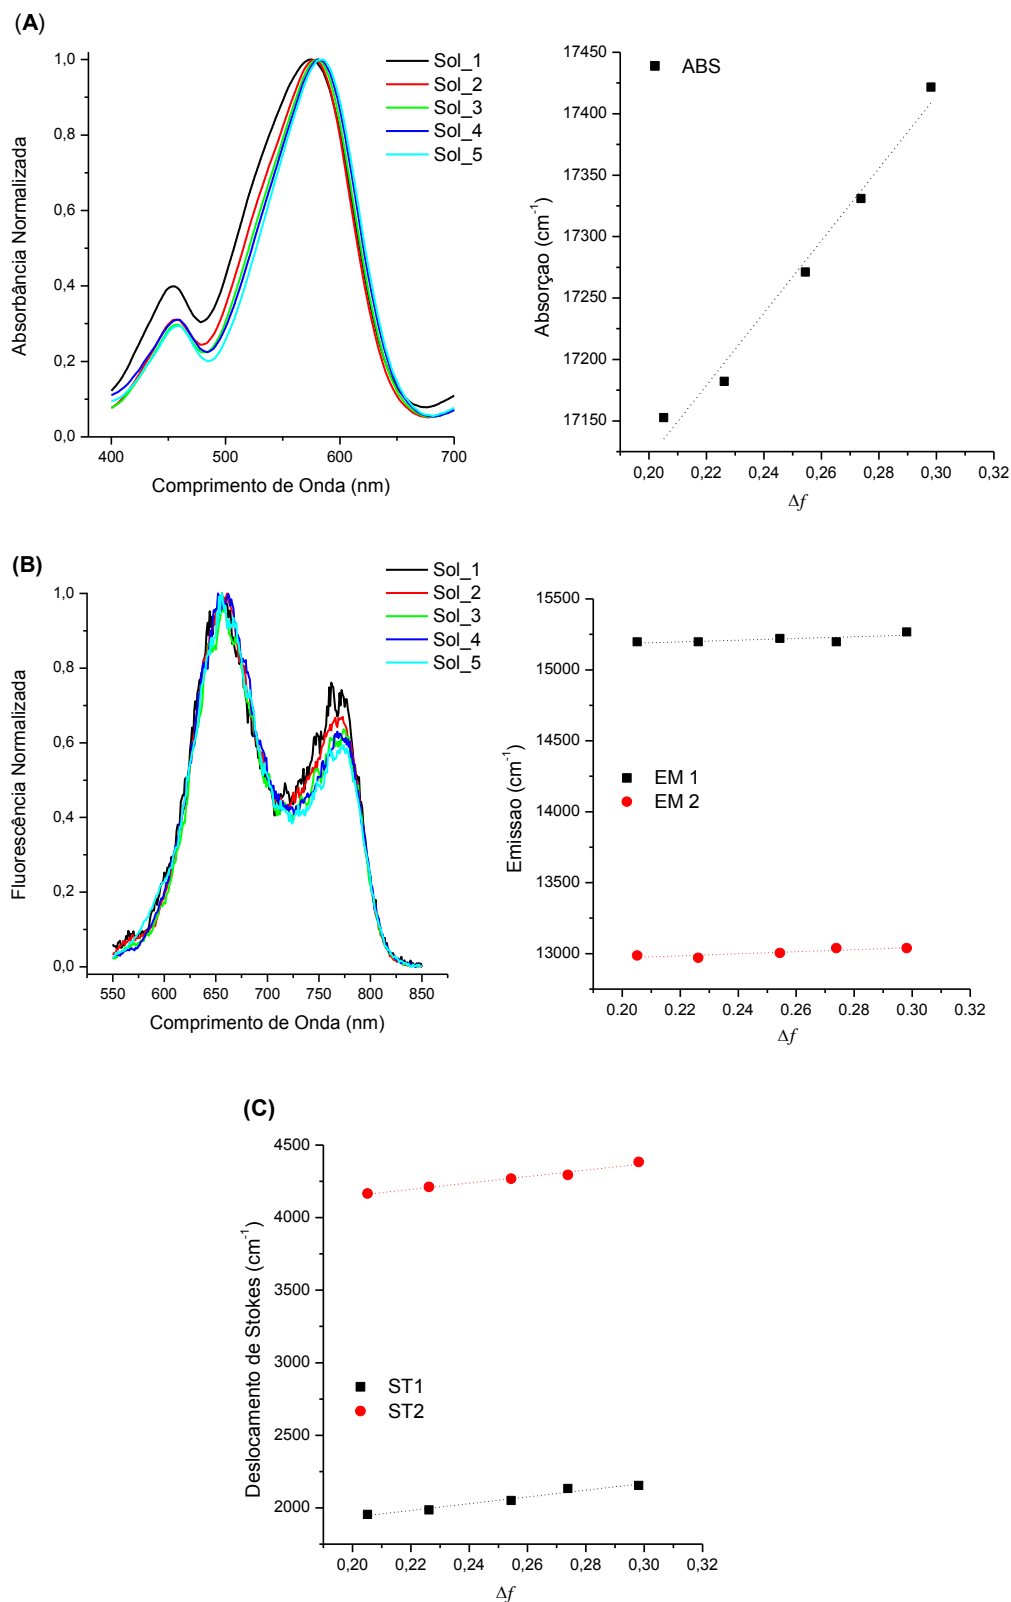 (A)
1,0
0,8
0,6
0,4
0,2
0,0
Absorbância Normalizada
400
500
600
700
Comprimento de Onda (nm)
Sol_1
Sol_2
Sol_3
Sol_4
Sol_5
17450
17400
17350
17300
17250
17200
17150
Absorçao (cm-1)
ABS
0,20
0,22
0,24
0,26
0,28
0,30
0,32
Δf
(B)
1,0
0,8
0,6
0,4
0,2
0,0
Fluorescência Normalizada
550
600
650
700
750
800
850
Comprimento de Onda (nm)
Sol_1
Sol_2
Sol_3
Sol_4
Sol_5
15500
15000
14500
14000
13500
13000
Emissao (cm-1)
EM 1
EM 2
0.20
0.22
0.24
0.26
0.28
0.30
0.32
Δf
(C)
4500
4000
3500
3000
2500
2000
Deslocamento de Stokes (cm-1)
ST1
ST2
0,20
0,22
0,24
0,26
0,28
0,30
0,32
Δf